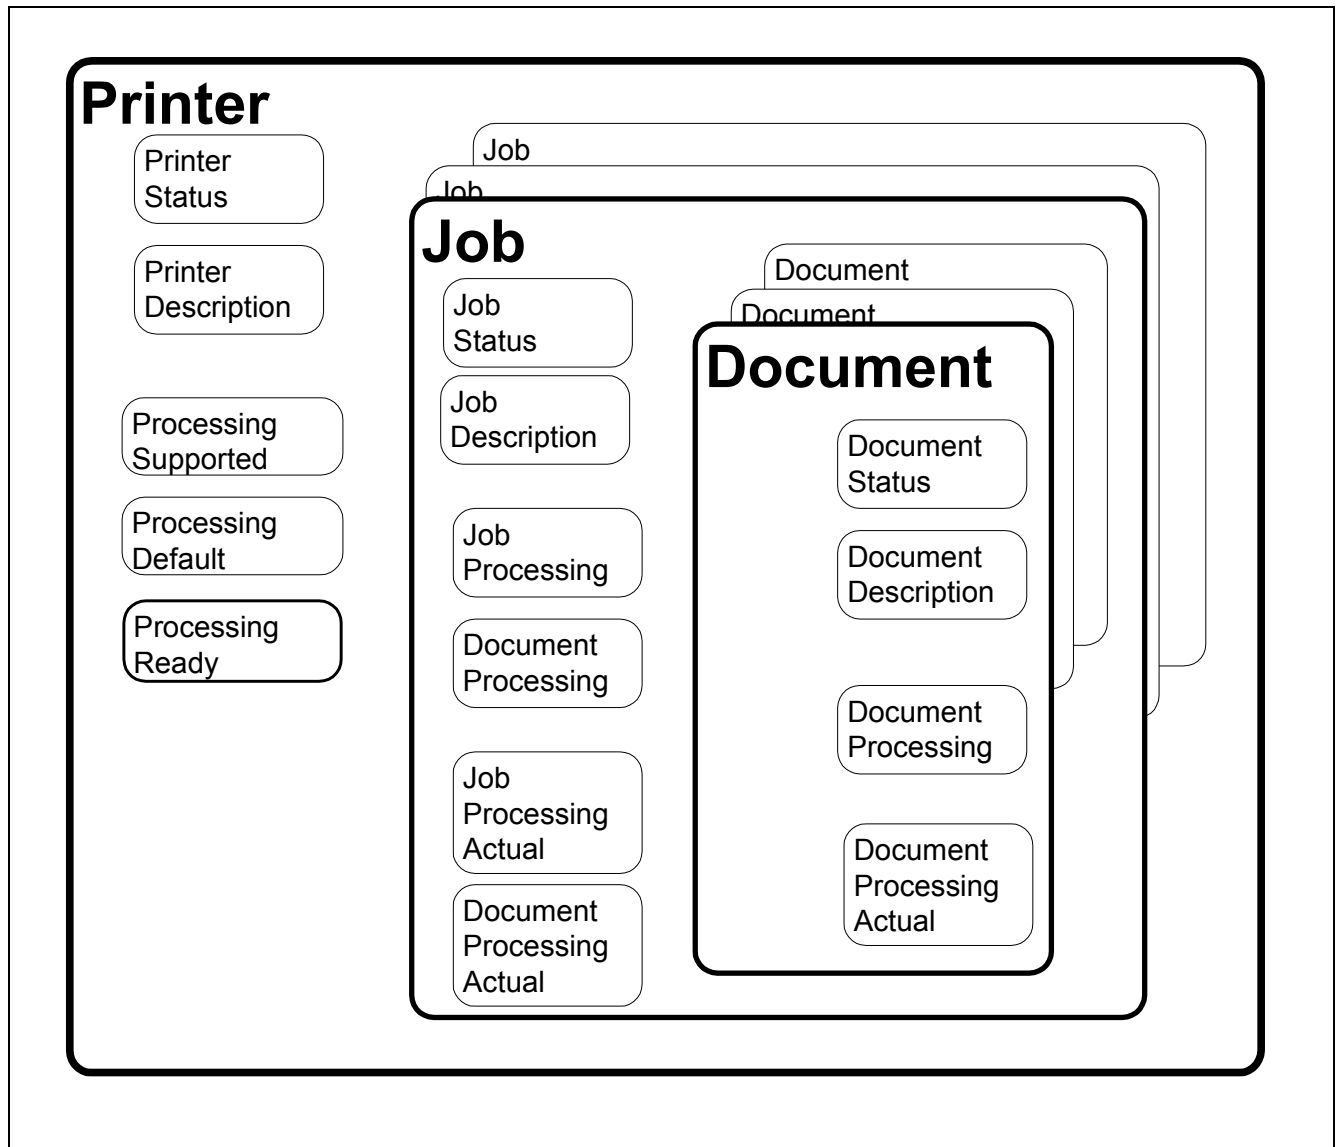 Printer
Printer
Status
Printer
Description
Processing
Supported
Processing
Default
Processing
Ready
Job
Job
Job
Job
Status
Job
Description
Job
Processing
Document
Processing
Job
Processing
Actual
Document
Processing
Actual
Document
Document
Document
Document
Status
Document
Description
Document
Processing
Document
Processing
Actual